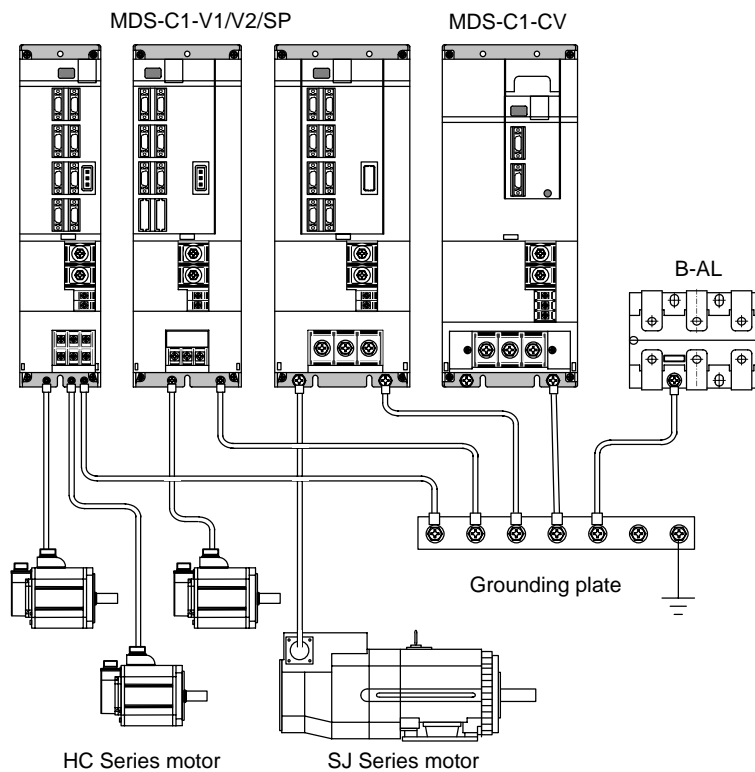 MDS-C1-V1/V2/SP
MDS-C1-CV
B-AL
Grounding plate
HC Series motor
SJ Series motor